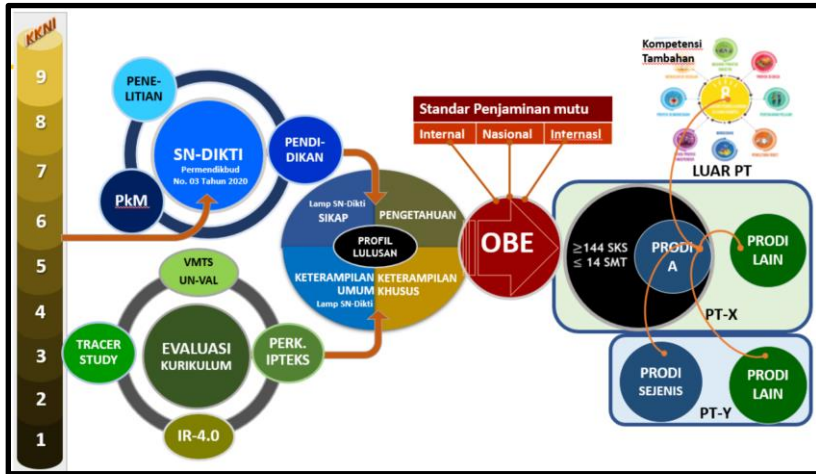 KKNI
9
8
7
6
5
4
3
2
1
PENE-
LITIAN
SN-DIKTI
Permendikbud
No. 03 Tahun 2020
PENDI-
DIKAN
PkM
VMTS
UN-VAL
TRACER
STUDY
EVALUASI
KURIKULUM
PERK.
IPTEKS
IR-4.0
Lamp SN-Dikti
SIKAP
PENGETAHUAN
PROFIL
LULUSAN
KETERAMPILAN
UMUM
Lamp SN-Dikti
KETERAMPILAN
KHUSUS
Standar Penjaminan mutu
Internal
Nasional
Internasl
OBE
Kompetensi
Tambahan
LUAR PT
≥144 SKS
≤ 14 SMT
PRODI
A
PRODI
LAIN
PT-X
PRODI
SEJENIS
PT-Y
PRODI
LAIN